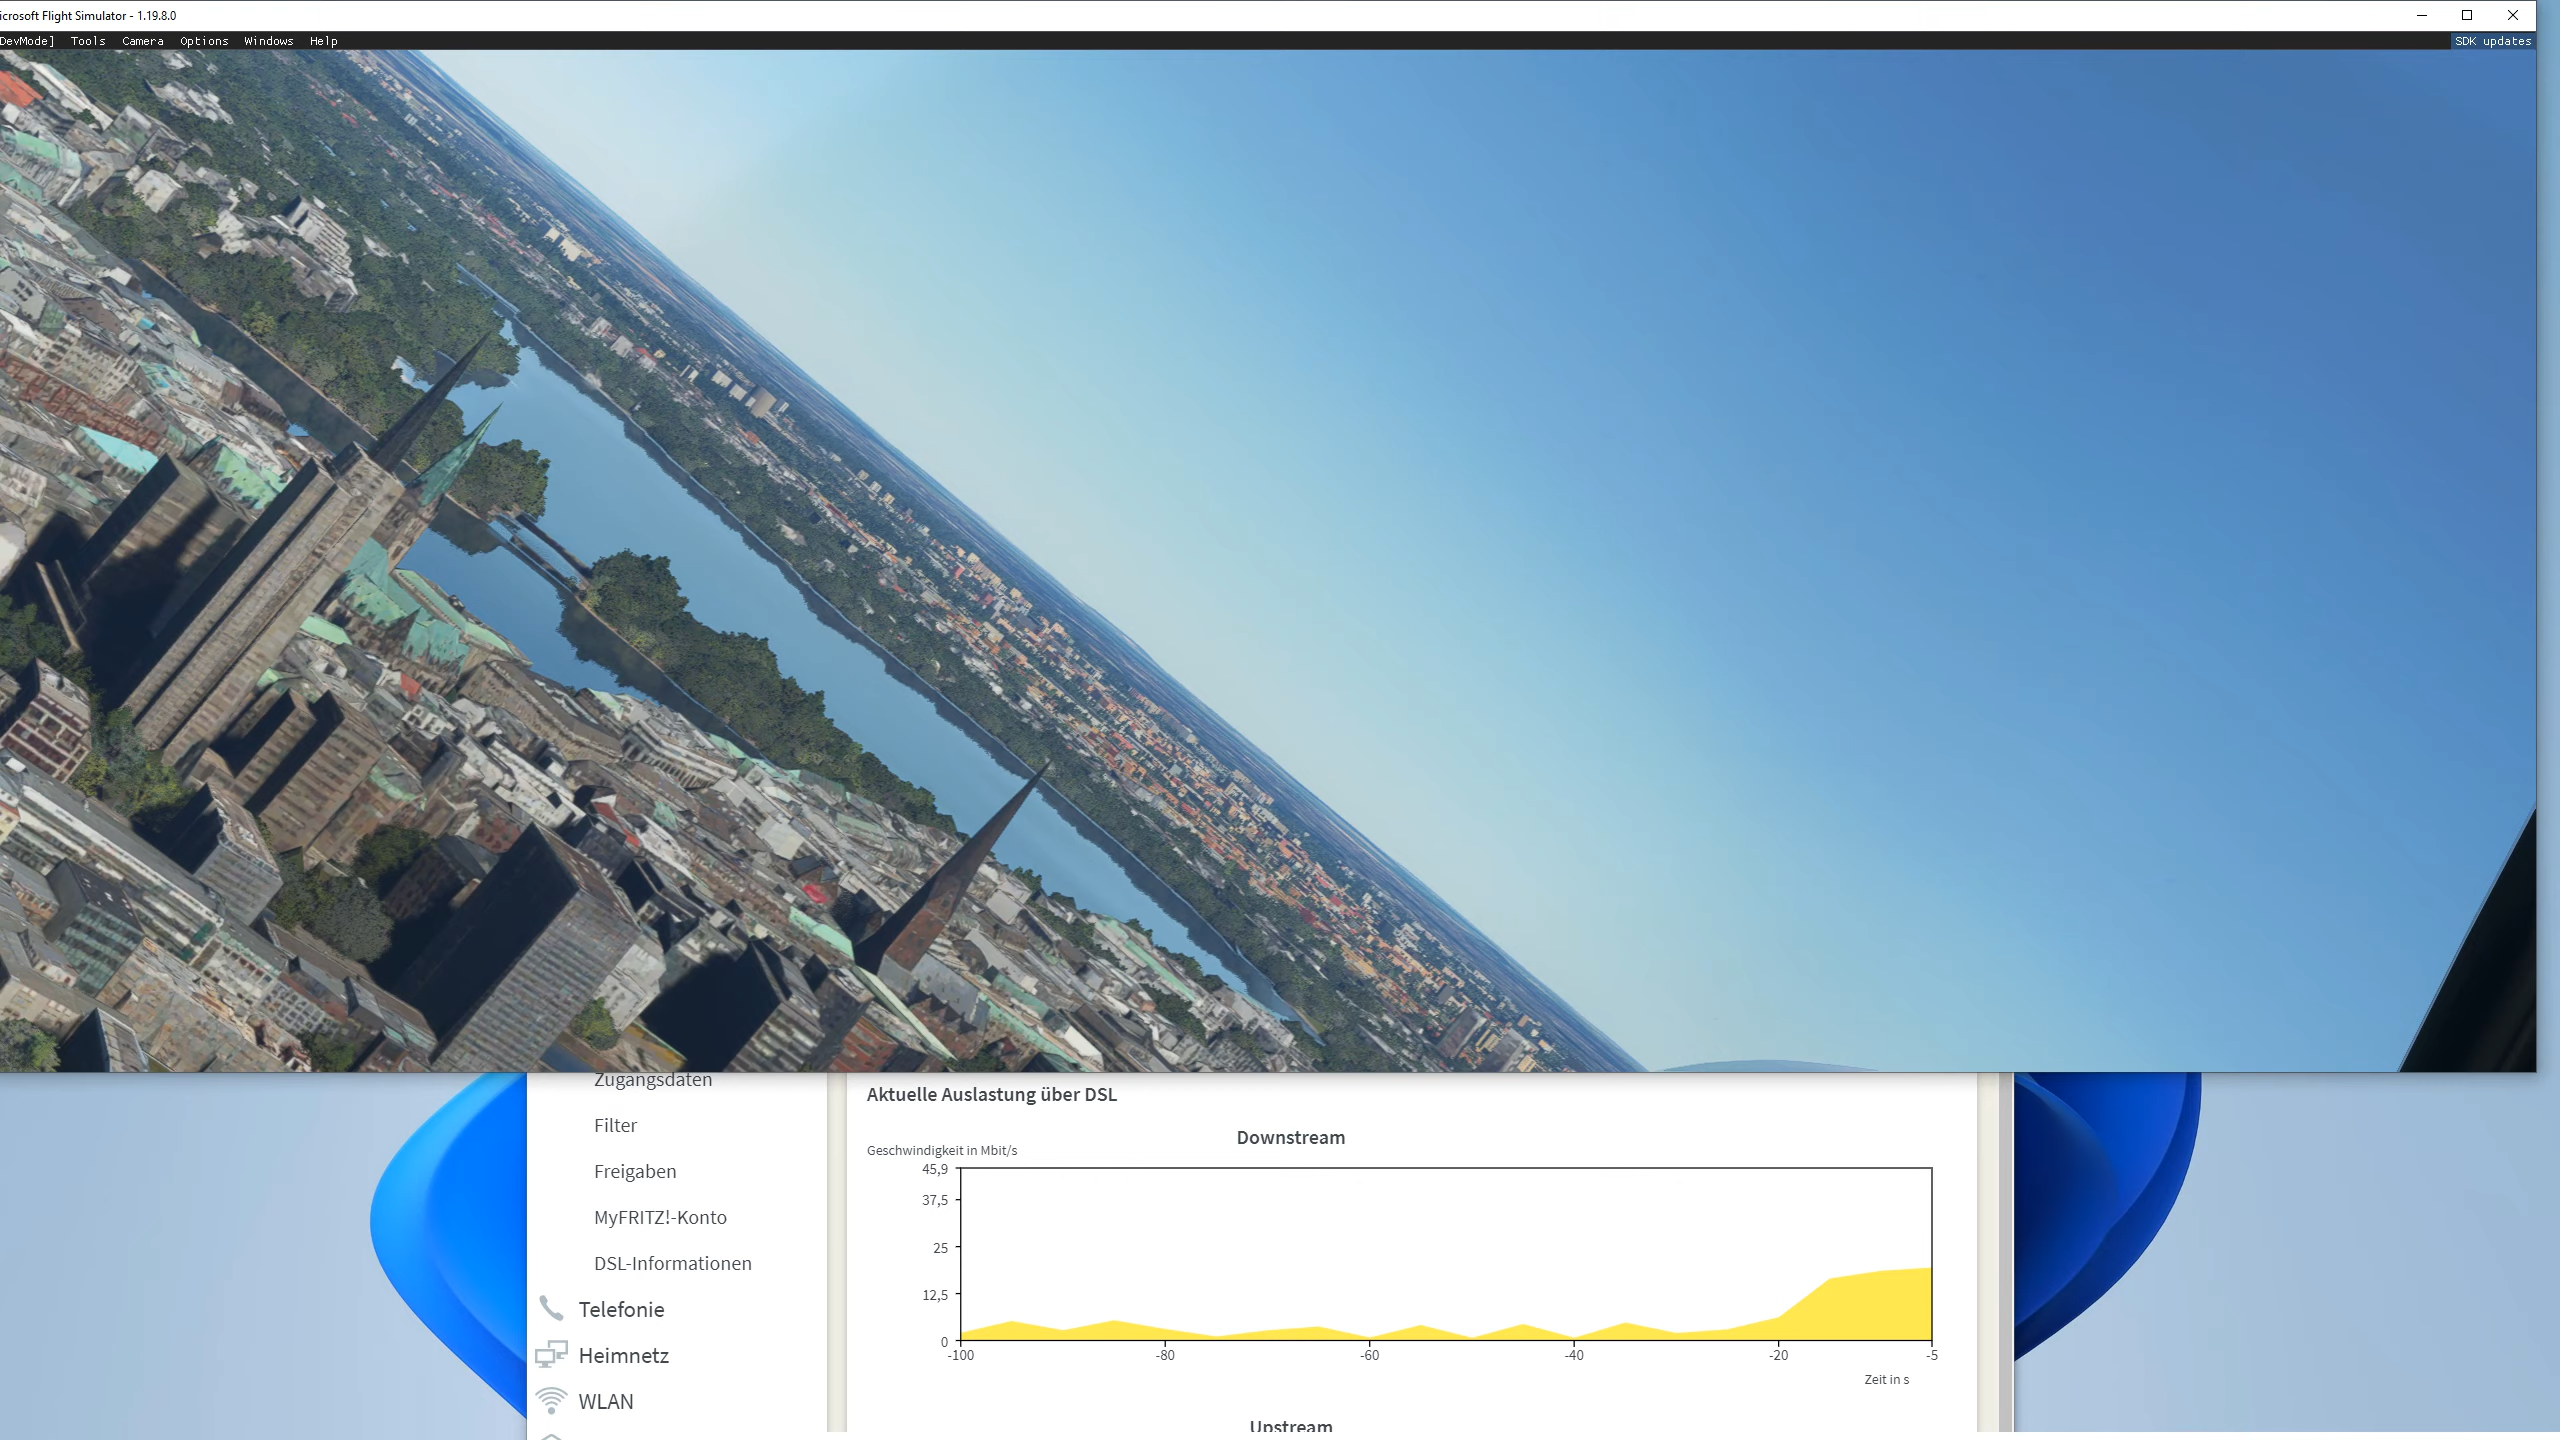 icrosoft Flight Simulator - 1.19.8.0
DevMode] Tools Camera Options Windows Help SDK updates
Zugangsdaten
Filter
Freigaben
MyFRITZ!-Konto
DSL-Informationen
Telefonie
Heimnetz
WLAN
Aktuelle Auslastung über DSL
Downstream
Geschwindigkeit in Mbit/s
45,9
37,5
25
12,5
0
-100 -80 -60 -40 -20 -5
Zeit in s
Upstream